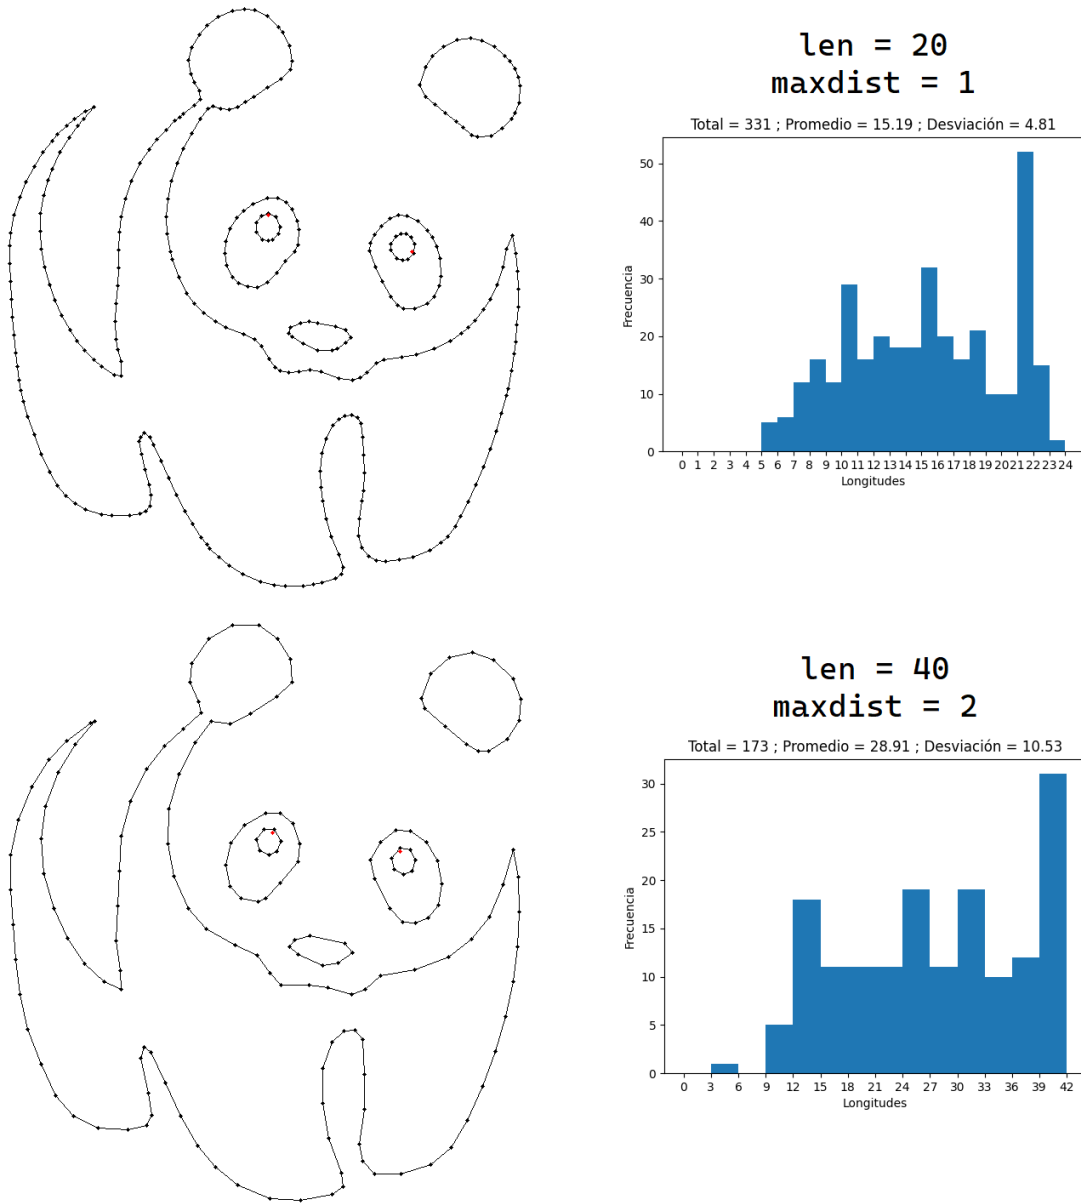 len = 20
maxdist = 1
Total = 331 ; Promedio = 15.19 ; Desviación = 4.81
50
40
30
20
10
0
Frecuencia
0 1 2 3 4 5 6 7 8 9 10 11 12 13 14 15 16 17 18 19 20 21 22 23 24
Longitudes
len = 40
maxdist = 2
Total = 173 ; Promedio = 28.91 ; Desviación = 10.53
30
25
20
15
10
5
0
Frecuencia
0 3 6 9 12 15 18 21 24 27 30 33 36 39 42
Longitudes